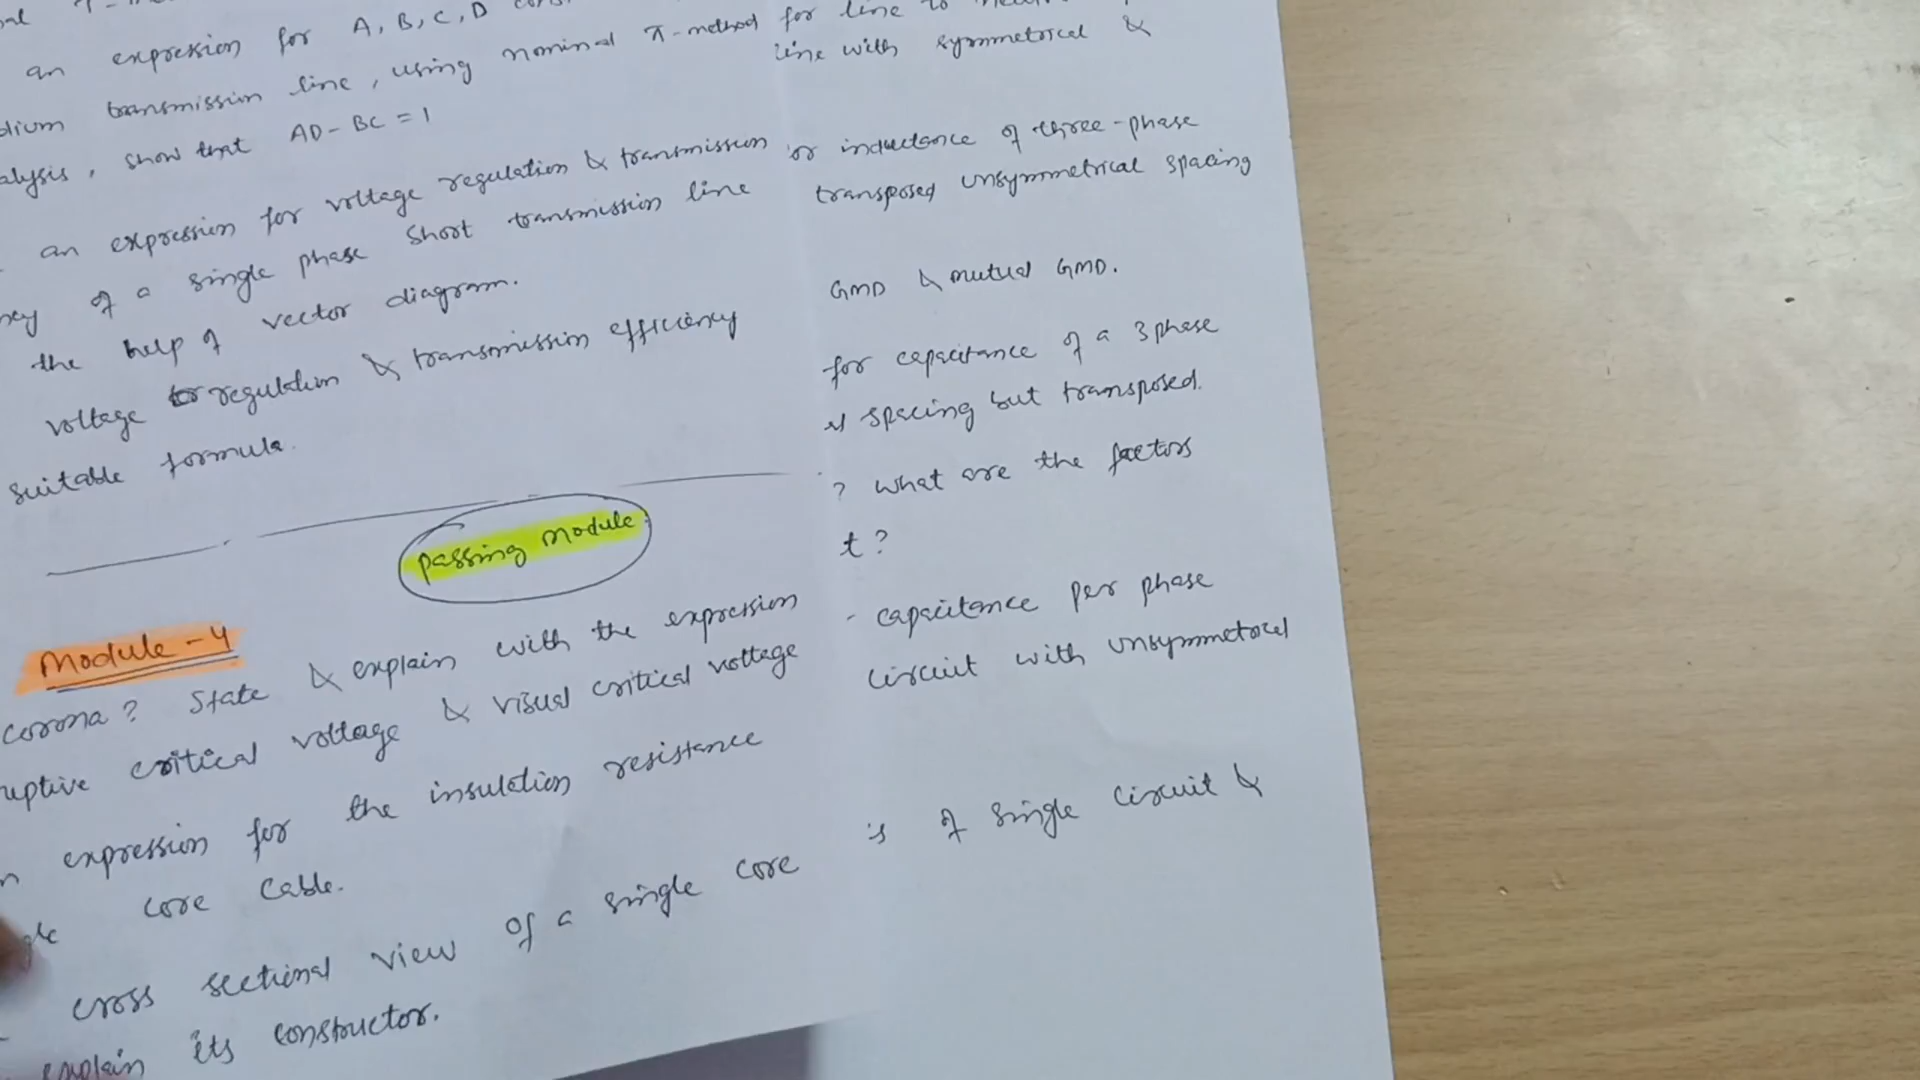 an expression for A, B, C, D
transmission line, using nominal π-method for line to
show that AD - BC = 1
an expression for voltage regulation & transmission
of a single phase short transmission line
the help of vector diagram.
voltage regulation & transmission efficiency
suitable formula.
passing module.
Module - 4
corona ? State & explain with the expression
critical voltage & visual critical voltage
expression for the insulation resistance
core cable.
cross sectional view of a single core
explain its constructor.
line with symmetrical &
or inductance of three-phase
transposed unsymmetrical spacing
GMD & mutual GMD.
for capacitance of a 3 phase
spacing but transposed.
? what are the factors
t ?
- capacitance per phase
circuit with unsymmetrical
of single circuit &